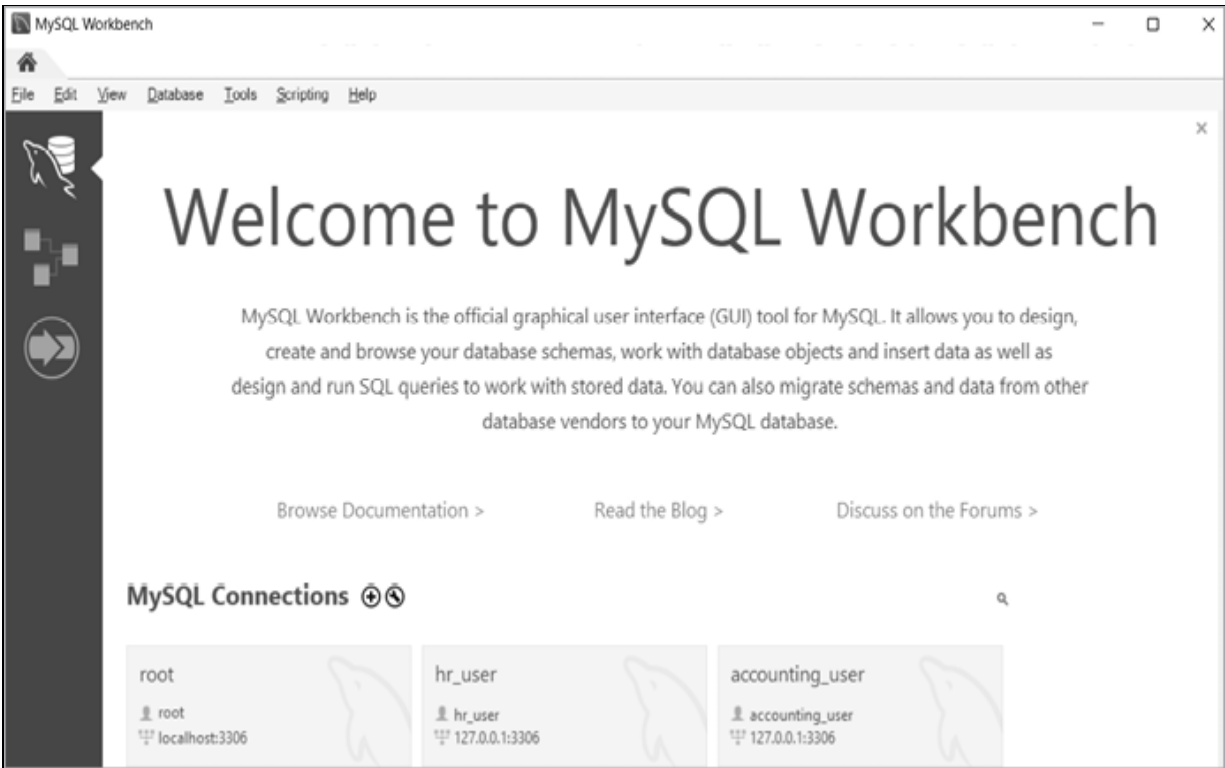 MySQL Workbench
File Edit View Database Tools Scripting Help
Welcome to MySQL Workbench
MySQL Workbench is the official graphical user interface (GUI) tool for MySQL. It allows you to design,
create and browse your database schemas, work with database objects and insert data as well as
design and run SQL queries to work with stored data. You can also migrate schemas and data from other
database vendors to your MySQL database.
Browse Documentation > Read the Blog > Discuss on the Forums >
MySQL Connections
root
root
localhost:3306
hr_user
hr_user
127.0.0.1:3306
accounting_user
accounting_user
127.0.0.1:3306